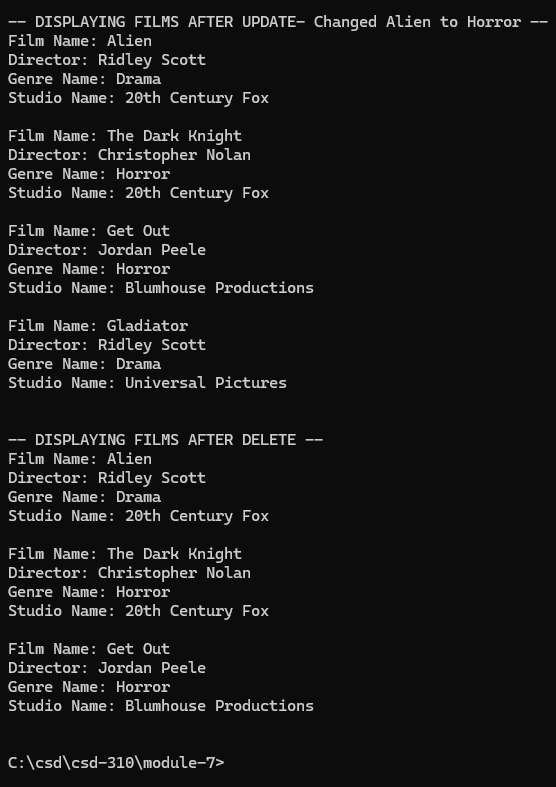 -- DISPLAYING FILMS AFTER UPDATE- Changed Alien to Horror --
Film Name: Alien
Director: Ridley Scott
Genre Name: Drama
Studio Name: 20th Century Fox

Film Name: The Dark Knight
Director: Christopher Nolan
Genre Name: Horror
Studio Name: 20th Century Fox

Film Name: Get Out
Director: Jordan Peele
Genre Name: Horror
Studio Name: Blumhouse Productions

Film Name: Gladiator
Director: Ridley Scott
Genre Name: Drama
Studio Name: Universal Pictures

-- DISPLAYING FILMS AFTER DELETE --
Film Name: Alien
Director: Ridley Scott
Genre Name: Drama
Studio Name: 20th Century Fox

Film Name: The Dark Knight
Director: Christopher Nolan
Genre Name: Horror
Studio Name: 20th Century Fox

Film Name: Get Out
Director: Jordan Peele
Genre Name: Horror
Studio Name: Blumhouse Productions

C:\csd\csd-310\module-7>